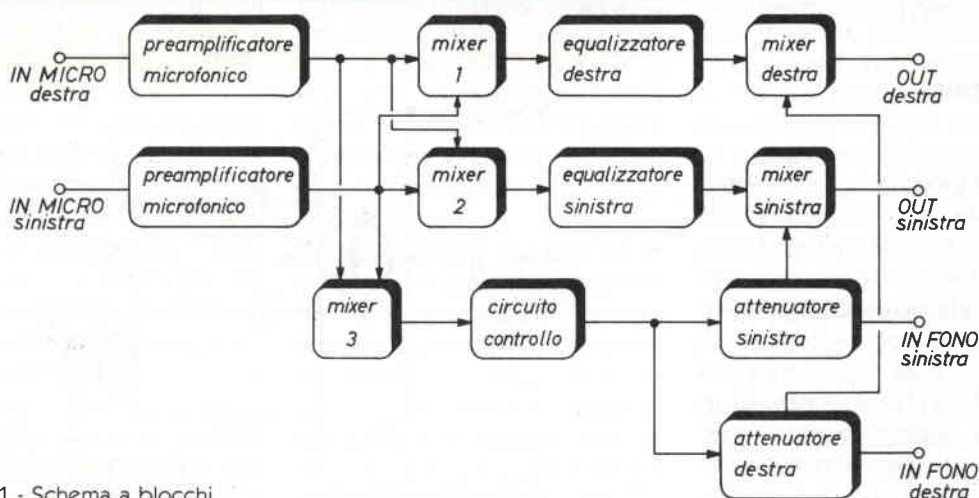 IN MICRO
destra
preamplificatore
microfonico
mixer
1
equalizzatore
destra
mixer
destra
OUT
destra
IN MICRO
sinistra
preamplificatore
microfonico
mixer
2
equalizzatore
sinistra
mixer
sinistra
OUT
sinistra
mixer
3
circuito
controllo
attenuatore
sinistra
IN FONO
sinistra
attenuatore
destra
IN FONO
destra
1 - Schema a blocchi